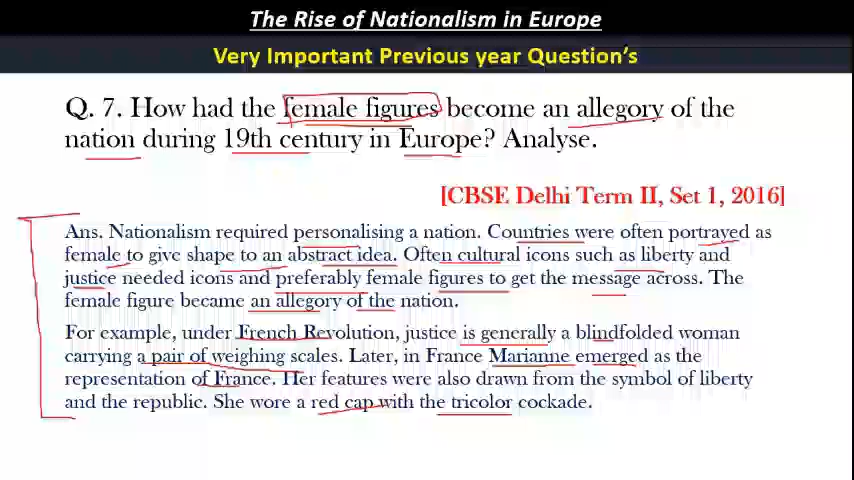 The Rise of Nationalism in Europe
Very Important Previous year Question's
Q. 7. How had the female figures become an allegory of the
nation during 19th century in Europe? Analyse.
[CBSE Delhi Term II, Set 1, 2016]
Ans. Nationalism required personalising a nation. Countries were often portrayed as
female to give shape to an abstract idea. Often cultural icons such as liberty and
justice needed icons and preferably female figures to get the message across. The
female figure became an allegory of the nation.
For example, under French Revolution, justice is generally a blindfolded woman
carrying a pair of weighing scales. Later, in France Marianne emerged as the
representation of France. Her features were also drawn from the symbol of liberty
and the republic. She wore a red cap with the tricolor cockade.